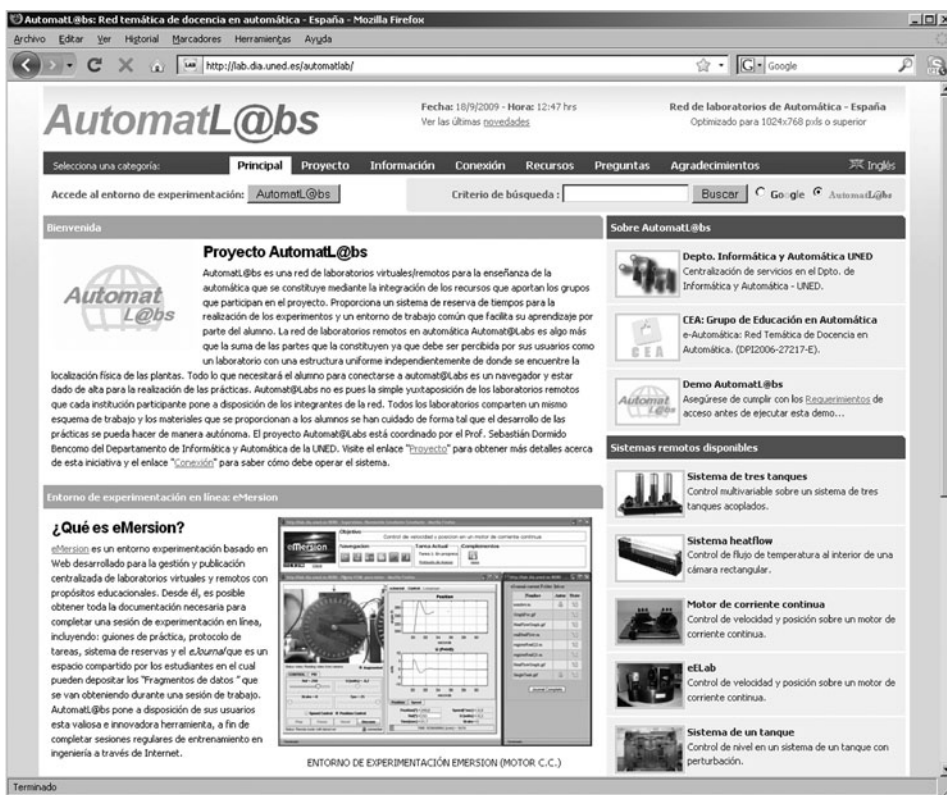 AutomatL@bs: Red temática de docencia en automática - España - Mozilla Firefox
Archivo Editar Ver Historial Marcadores Herramientas Ayuda
http://lab.dia.uned.es/automatlab/
Google
AutomatL@bs
Fecha: 18/9/2009 - Hora: 12:47 hrs
Ver las últimas novedades
Red de laboratorios de Automática - España
Optimizado para 1024x768 pxls o superior
Selecciona una categoría:
Principal Proyecto Información Conexión Recursos Preguntas Agradecimientos Inglés
Accede al entorno de experimentación: AutomatL@bs
Criterio de búsqueda : Buscar Google AutomatL@bs
Bienvenida
Automat
L@bs
Proyecto AutomatL@bs
AutomatL@bs es una red de laboratorios virtuales/remotos para la enseñanza de la
automática que se constituye mediante la integración de los recursos que aportan los grupos
que participan en el proyecto. Proporciona un sistema de reserva de tiempos para la
realización de los experimentos y un entorno de trabajo común que facilita su aprendizaje por
parte del alumno. La red de laboratorios remotos en automática Automat@Labs es algo más
que la suma de las partes que la constituyen ya que debe ser percibida por sus usuarios como
un laboratorio con una estructura uniforme independientemente de donde se encuentre la
localización física de las plantas. Todo lo que necesitará el alumno para conectarse a automat@Labs es un navegador y estar
dado de alta para la realización de las prácticas. Automat@Labs no es pues la simple yuxtaposición de los laboratorios remotos
que cada institución participante pone a disposición de los integrantes de la red. Todos los laboratorios comparten un mismo
esquema de trabajo y los materiales que se proporcionan a los alumnos se han cuidado de forma tal que el desarrollo de las
prácticas se pueda hacer de manera autónoma. El proyecto Automat@Labs está coordinado por el Prof. Sebastián Dormido
Bencomo del Departamento de Informática y Automática de la UNED. Visite el enlace "Proyecto" para obtener más detalles acerca
de esta iniciativa y el enlace "Conexión" para saber cómo debe operar el sistema.
Entorno de experimentación en línea: eMersion
¿Qué es eMersion?
eMersion es un entorno experimentación basado en
Web desarrollado para la gestión y publicación
centralizada de laboratorios virtuales y remotos con
propósitos educacionales. Desde él, es posible
obtener toda la documentación necesaria para
completar una sesión de experimentación en línea,
incluyendo: guiones de práctica, protocolo de
tareas, sistema de reservas y el eJournal que es un
espacio compartido por los estudiantes en el cual
pueden depositar los "Fragmentos de datos " que
se van obteniendo durante una sesión de trabajo.
AutomatL@bs pone a disposición de sus usuarios
esta valiosa e innovadora herramienta, a fin de
completar sesiones regulares de entrenamiento en
ingeniería a través de Internet.
eMersion
Objetivo
Control de velocidad y posicion en un motor de corriente continua
Navegacion
Tarea Actual
Complementos
Position
ENTORNO DE EXPERIMENTACIÓN EMERSION (MOTOR C.C.)
Sobre AutomatL@bs
Depto. Informática y Automática UNED
Centralización de servicios en el Dpto. de
Informática y Automática - UNED.
CEA
CEA: Grupo de Educación en Automática
e-Automática: Red Temática de Docencia en
Automática. (DPI2006-27217-E).
Automat
L@bs
Demo AutomatL@bs
Asegúrese de cumplir con los Requerimientos de
acceso antes de ejecutar esta demo...
Sistemas remotos disponibles
Sistema de tres tanques
Control multivariable sobre un sistema de tres
tanques acoplados.
Sistema heatflow
Control de flujo de temperatura al interior de una
cámara rectangular.
Motor de corriente continua
Control de velocidad y posición sobre un motor de
corriente continua.
eELab
Control de velocidad y posición sobre un motor de
corriente continua.
Sistema de un tanque
Control de nivel en un sistema de un tanque con
perturbación.
Terminado